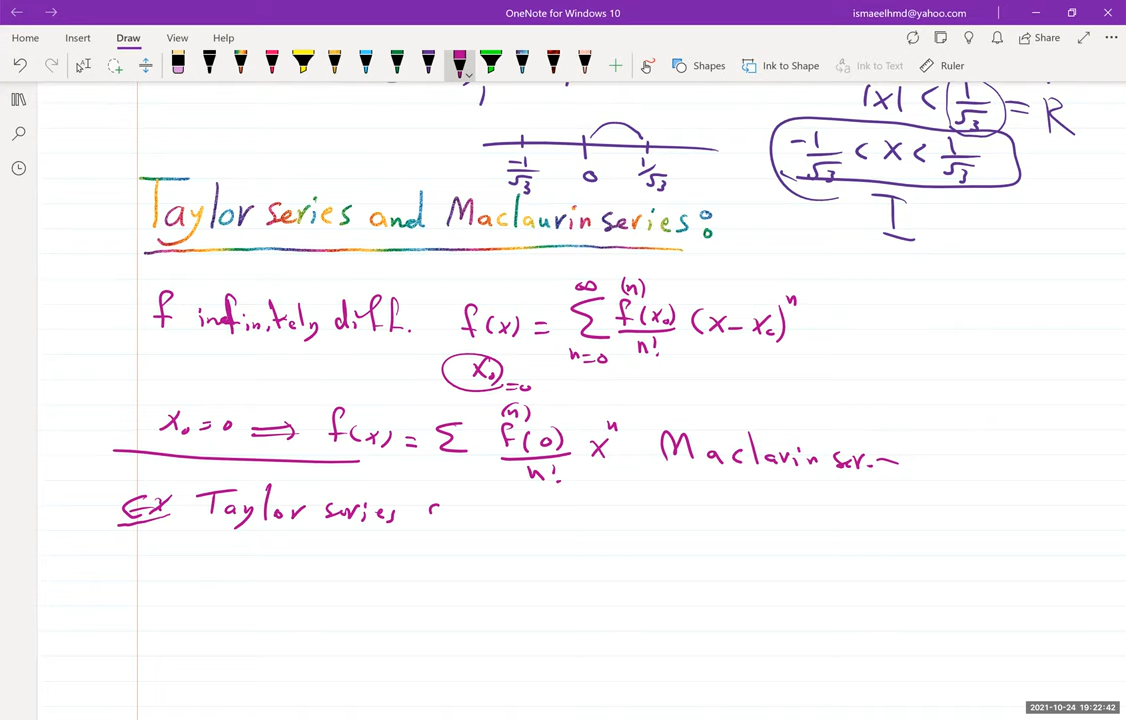 OneNote for Windows 10
ismaeelhmd@yahoo.com
Home Insert Draw View Help
Share
Shapes Ink to Shape Ink to Text Ruler
|x| < 1/√3 = R
-1/√3 < x < 1/√3
I
-1/√3 0 1/√3
Taylor series and Maclaurin series:
f infinitely diff. f(x) = ∑_{n=0}^{∞} f^{(n)}(x₀)/n! (x - x₀)^n
x₀ = 0
x₀ = 0 ⟹ f(x) = ∑ f^{(n)}(0)/n! x^n Maclaurin ser.
Ex Taylor series
2021-10-24 19:22:42